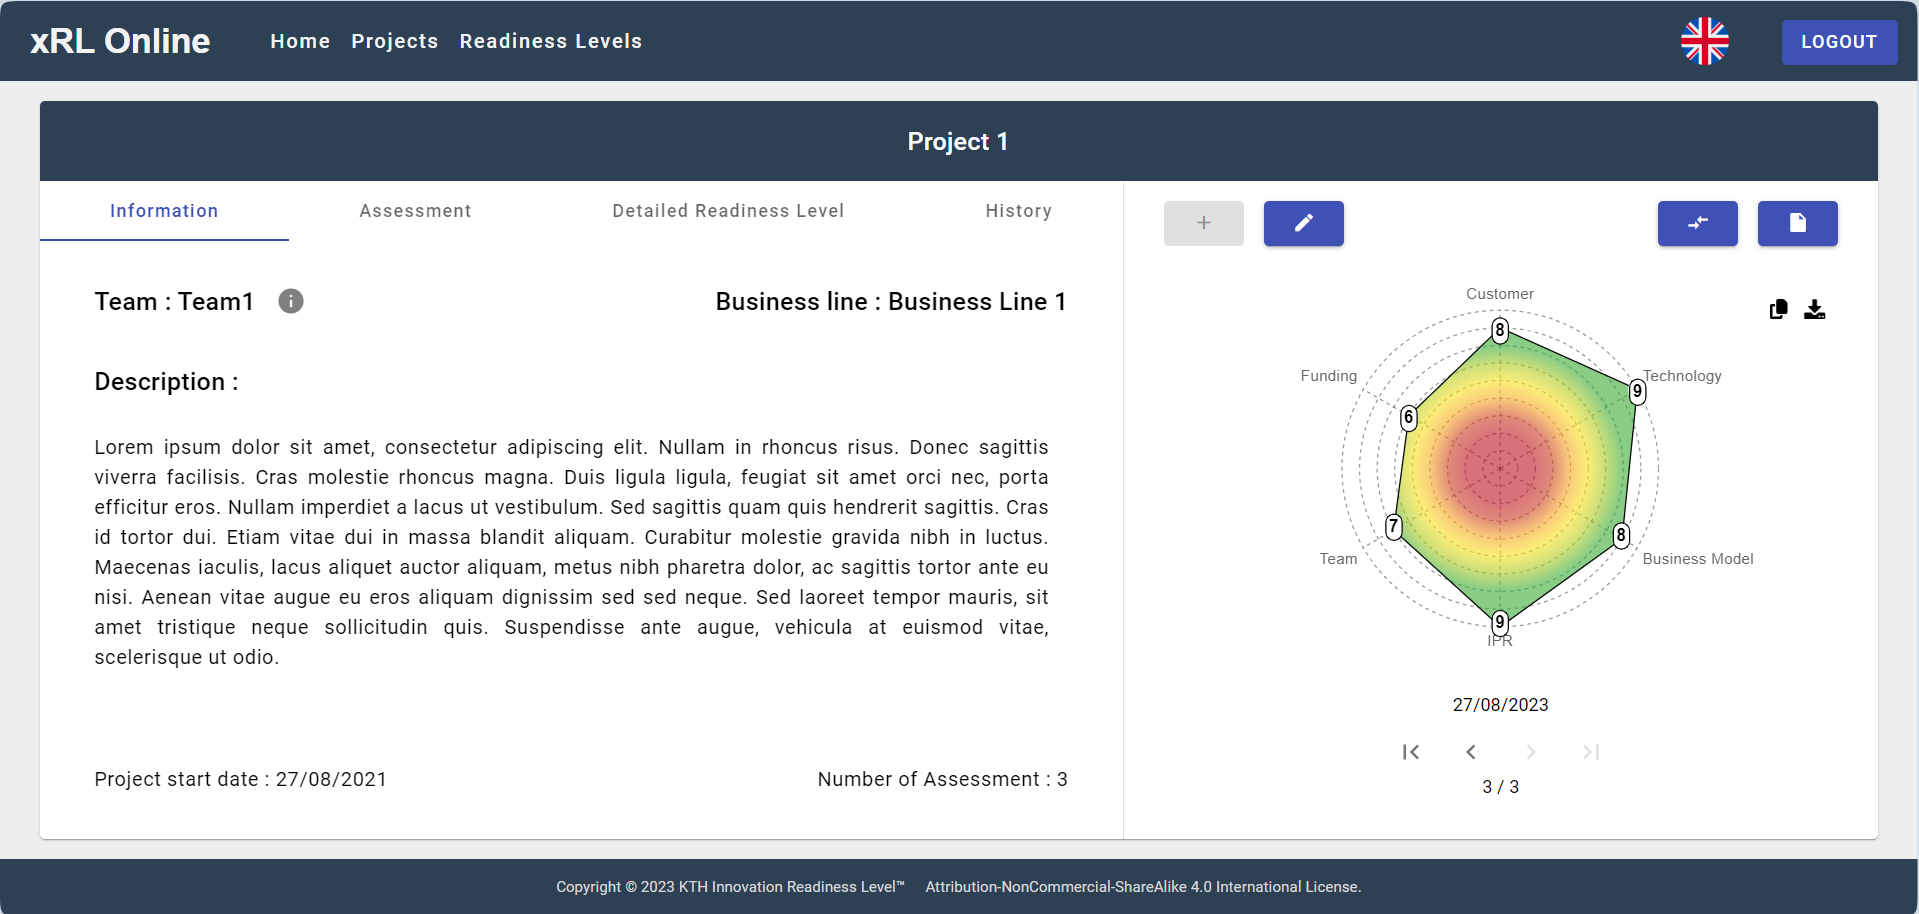 xRL Online Home Projects Readiness Levels LOGOUT
Project 1
Information Assessment Detailed Readiness Level History
Team : Team1 Business line : Business Line 1
Description :
Lorem ipsum dolor sit amet, consectetur adipiscing elit. Nullam in rhoncus risus. Donec sagittis
viverra facilisis. Cras molestie rhoncus magna. Duis ligula ligula, feugiat sit amet orci nec, porta
efficitur eros. Nullam imperdiet a lacus ut vestibulum. Sed sagittis quam quis hendrerit sagittis. Cras
id tortor dui. Etiam vitae dui in massa blandit aliquam. Curabitur molestie gravida nibh in luctus.
Maecenas iaculis, lacus aliquet auctor aliquam, metus nibh pharetra dolor, ac sagittis tortor ante eu
nisi. Aenean vitae augue eu eros aliquam dignissim sed sed neque. Sed laoreet tempor mauris, sit
amet tristique neque sollicitudin quis. Suspendisse ante augue, vehicula at euismod vitae,
scelerisque ut odio.
Project start date : 27/08/2021 Number of Assessment : 3
Customer
8
Funding Technology
9
6
7
8
Team Business Model
9
IPR
27/08/2023
3 / 3
Copyright © 2023 KTH Innovation Readiness Level™ Attribution-NonCommercial-ShareAlike 4.0 International License.